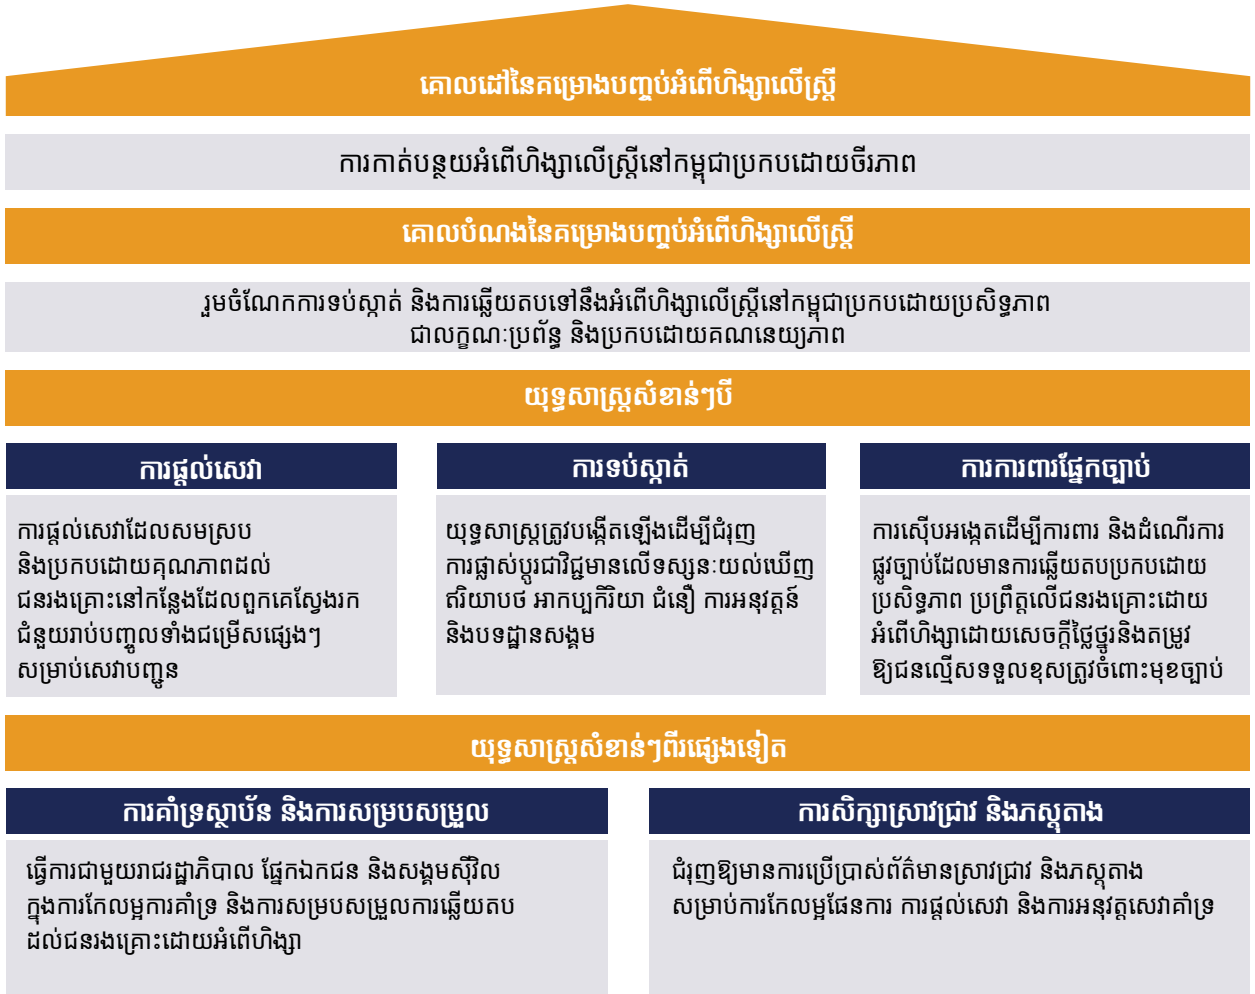 គោលដៅនៃគម្រោងបញ្ចប់អំពើហិង្សាលើស្ត្រី
ការកាត់បន្ថយអំពើហិង្សាលើស្ត្រីនៅកម្ពុជាប្រកបដោយចីរភាព
គោលបំណងនៃគម្រោងបញ្ចប់អំពើហិង្សាលើស្ត្រី
រួមចំណែកការទប់ស្កាត់ និងការឆ្លើយតបទៅនឹងអំពើហិង្សាលើស្ត្រីនៅកម្ពុជាប្រកបដោយប្រសិទ្ធភាព
ជាលក្ខណៈប្រព័ន្ធ និងប្រកបដោយគណនេយ្យភាព
យុទ្ធសាស្ត្រសំខាន់ៗបី
ការផ្តល់សេវា
ការផ្តល់សេវាដែលសមស្រប
និងប្រកបដោយគុណភាពដល់
ជនរងគ្រោះនៅកន្លែងដែលពួកគេស្វែងរក
ជំនួយរាប់បញ្ចូលទាំងជម្រើសផ្សេងៗ
សម្រាប់សេវាបញ្ជូន
ការទប់ស្កាត់
យុទ្ធសាស្ត្រត្រូវបង្កើតឡើងដើម្បីជំរុញ
ការផ្លាស់ប្តូរជាវិជ្ជមានលើទស្សនៈយល់ឃើញ
ឥរិយាបថ អាកប្បកិរិយា ជំនឿ ការអនុវត្តន៍
និងបទដ្ឋានសង្គម
ការការពារផ្នែកច្បាប់
ការស៊ើបអង្កេតដើម្បីការពារ និងដំណើរការ
ផ្លូវច្បាប់ដែលមានការឆ្លើយតបប្រកបដោយ
ប្រសិទ្ធភាព ប្រព្រឹត្តលើជនរងគ្រោះដោយ
អំពើហិង្សាដោយសេចក្តីថ្លៃថ្នូរនិងតម្រូវ
ឱ្យជនល្មើសទទួលខុសត្រូវចំពោះមុខច្បាប់
យុទ្ធសាស្ត្រសំខាន់ៗពីរផ្សេងទៀត
ការគាំទ្រស្ថាប័ន និងការសម្របសម្រួល
ធ្វើការជាមួយរាជរដ្ឋាភិបាល ផ្នែកឯកជន និងសង្គមស៊ីវិល
ក្នុងការកែលម្អការគាំទ្រ និងការសម្របសម្រួលការឆ្លើយតប
ដល់ជនរងគ្រោះដោយអំពើហិង្សា
ការសិក្សាស្រាវជ្រាវ និងភស្តុតាង
ជំរុញឱ្យមានការប្រើប្រាស់ព័ត៌មានស្រាវជ្រាវ និងភស្តុតាង
សម្រាប់ការកែលម្អផែនការ ការផ្តល់សេវា និងការអនុវត្តសេវាគាំទ្រ